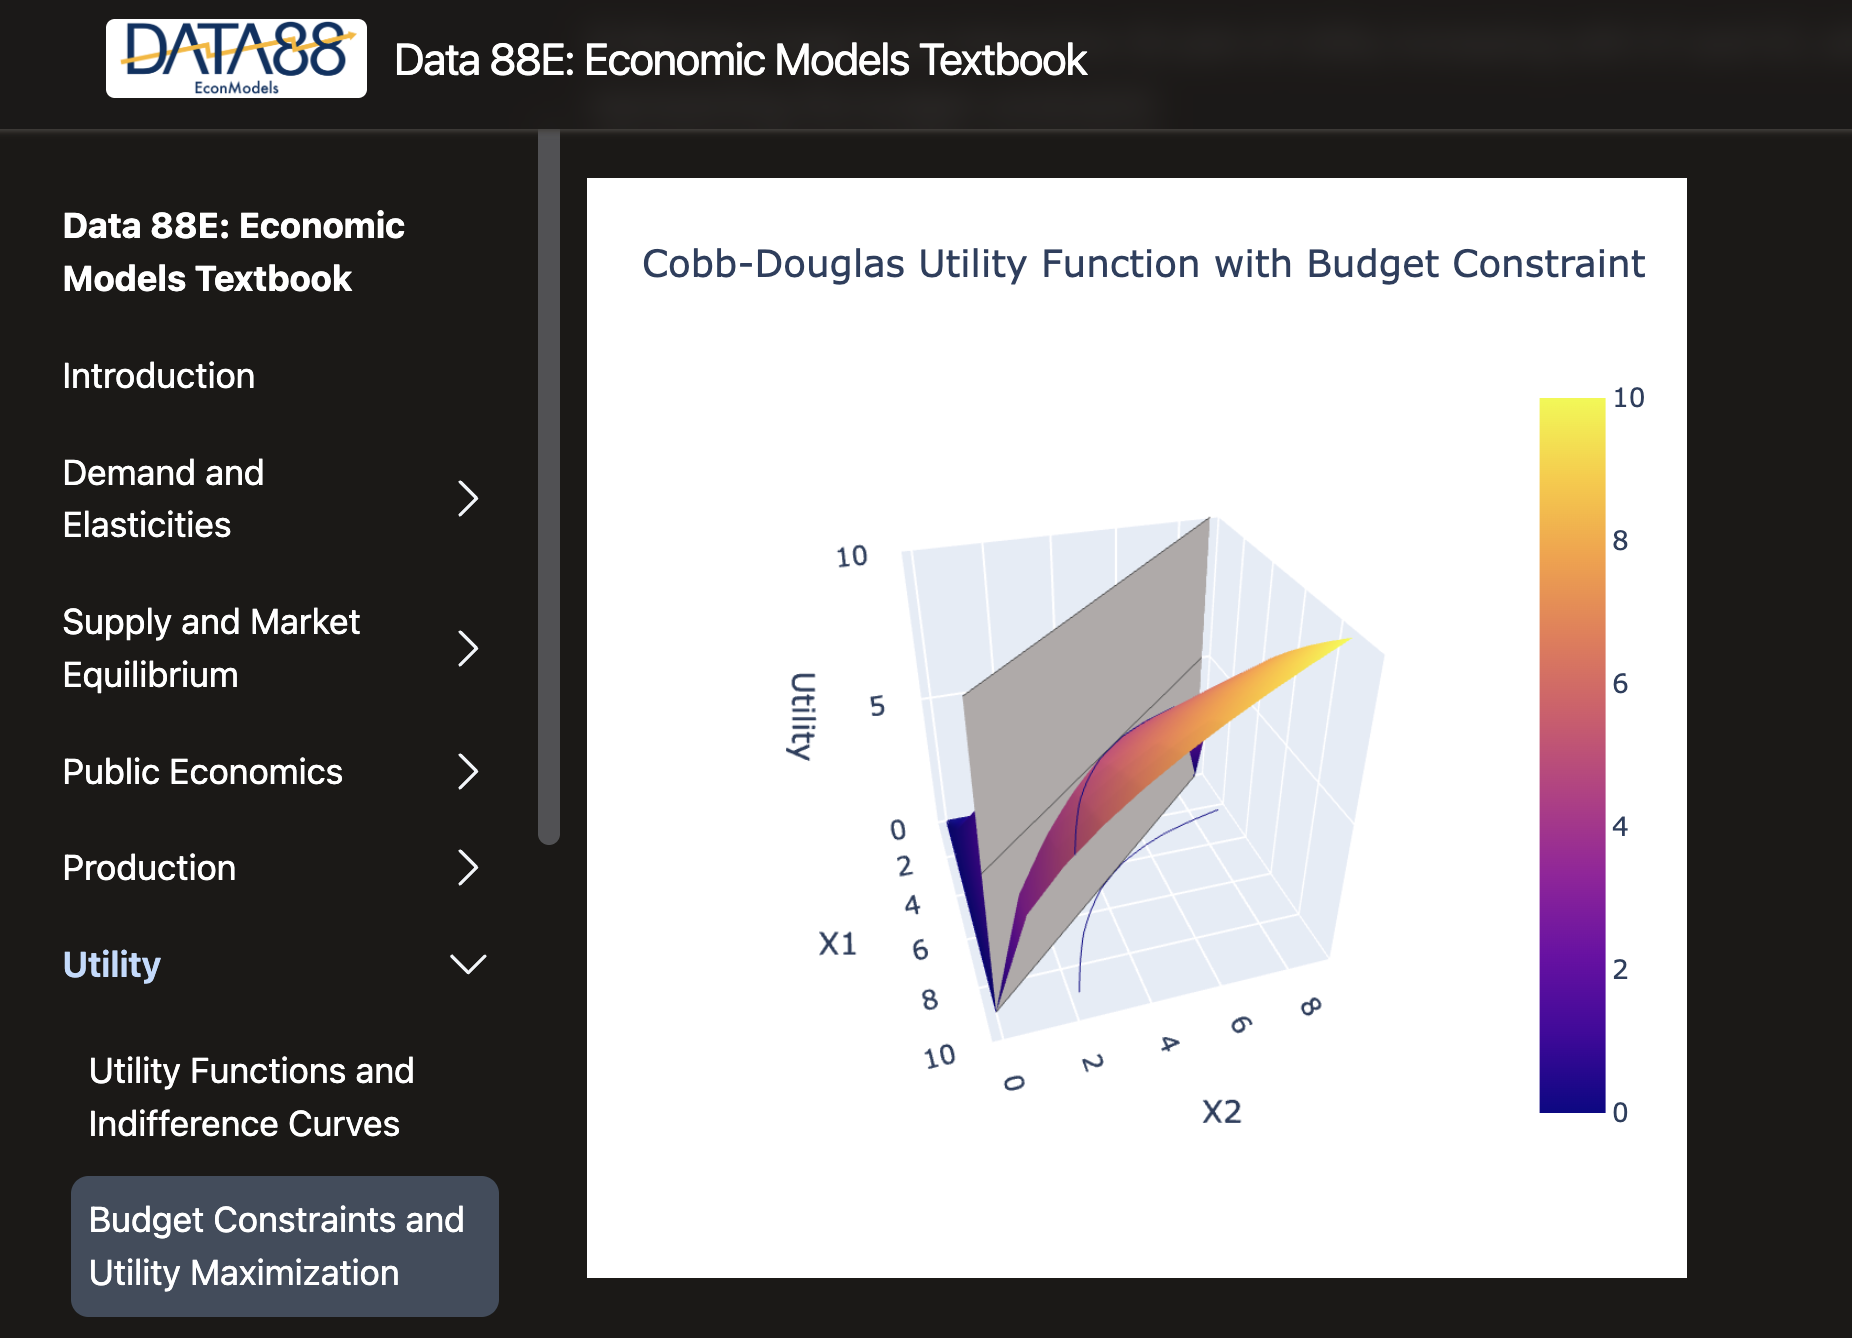 DATA88
EconModels
Data 88E: Economic Models Textbook
Data 88E: Economic
Models Textbook
Introduction
Demand and
Elasticities
Supply and Market
Equilibrium
Public Economics
Production
Utility
Utility Functions and
Indifference Curves
Budget Constraints and
Utility Maximization
Cobb-Douglas Utility Function with Budget Constraint
10
5
0
Utility
2
4
6
8
10
X1
0
2
4
6
8
X2
10
8
6
4
2
0